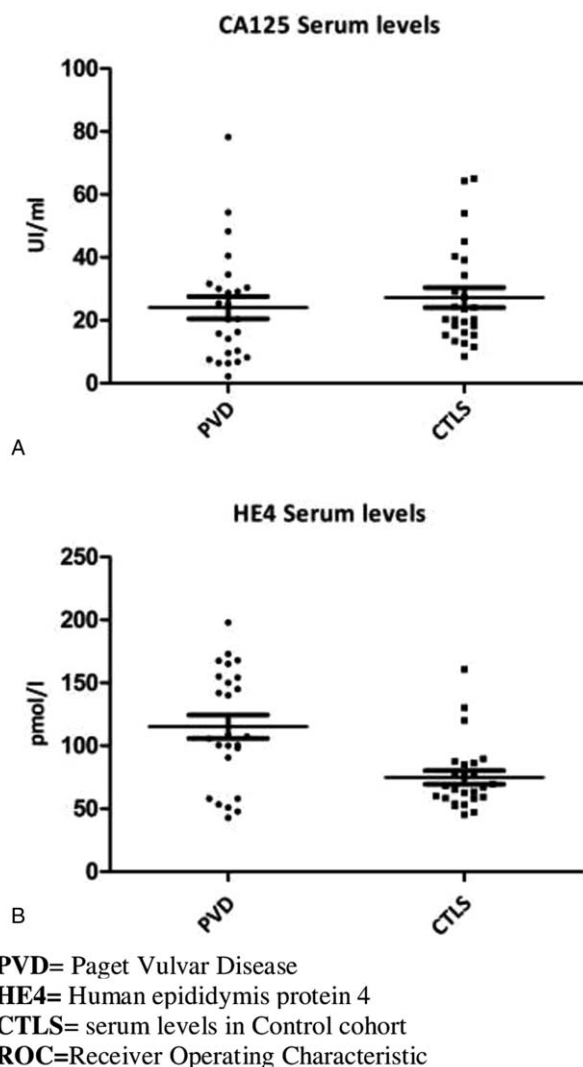 CA125 Serum levels
100
80
60
40
20
0
UI/ml
PVD
CTLS
A
HE4 Serum levels
250
200
150
100
50
0
pmol/l
PVD
CTLS
B
PVD= Paget Vulvar Disease
HE4= Human epididymis protein 4
CTLS= serum levels in Control cohort
ROC=Receiver Operating Characteristic